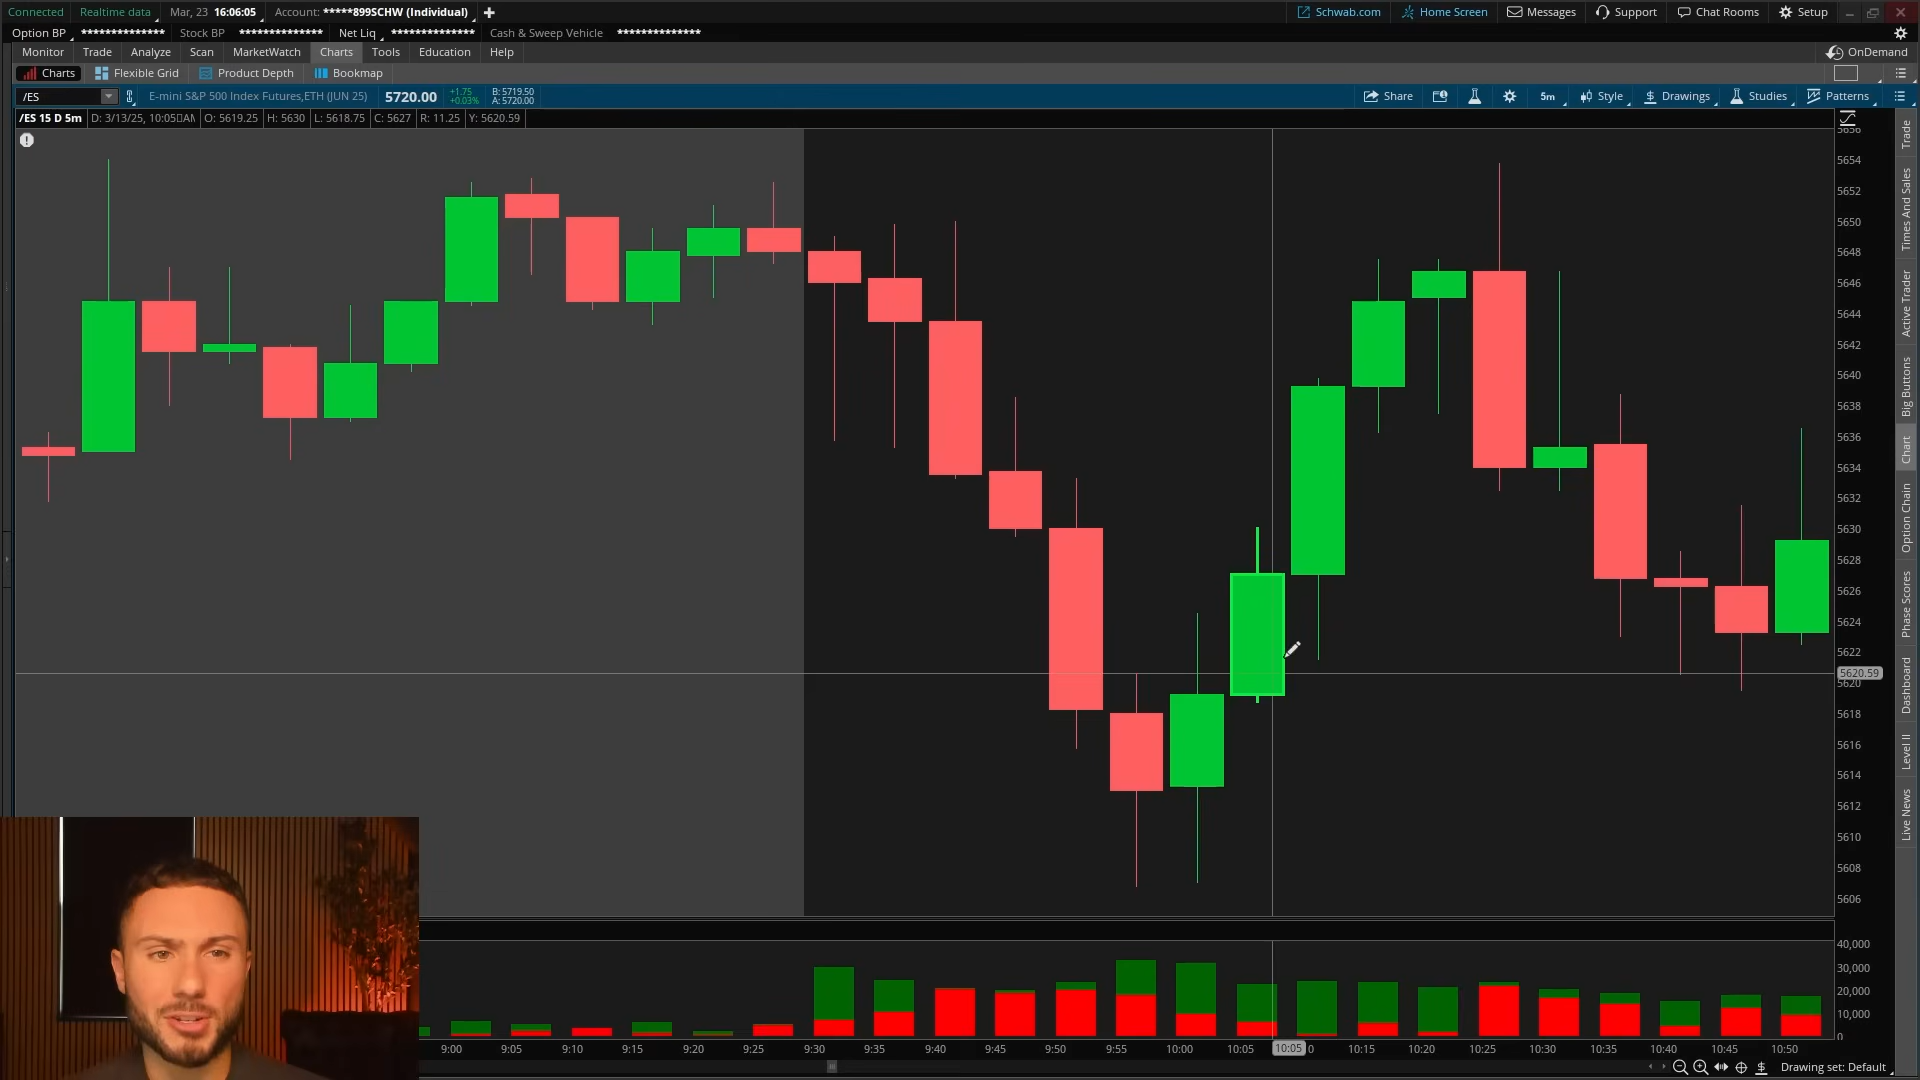 Connected Realtime data Mar, 23 16:06:05 Account: *****899SCHW (Individual) Schwab.com Home Screen Messages Support Chat Rooms Setup
Option BP ************** Stock BP ************** Net Liq ************** Cash & Sweep Vehicle **************
Monitor Trade Analyze Scan MarketWatch Charts Tools Education Help OnDemand
Charts Flexible Grid Product Depth Bookmap
/ES E-mini S&P 500 Index Futures,ETH (JUN 25) 5720.00 +1.75 B: 5719.50 Share 5m Style Drawings Studies Patterns
+0.03% A: 5720.00
/ES 15 D 5m D: 3/13/25, 10:05 AM O: 5619.25 H: 5630 L: 5618.75 C: 5627 R: 11.25 Y: 5620.59
5656
5654
5652
5650
5648
5646
5644
5642
5640
5638
5636
5634
5632
5630
5628
5626
5624
5622
5620.59
5620
5618
5616
5614
5612
5610
5608
5606
Trade
Times And Sales
Active Trader
Big Buttons
Chart
Option Chain
Phase Scores
Dashboard
Level II
Live News
40,000
30,000
20,000
10,000
0
9:00 9:05 9:10 9:15 9:20 9:25 9:30 9:35 9:40 9:45 9:50 9:55 10:00 10:05 10:05 0 10:15 10:20 10:25 10:30 10:35 10:40 10:45 10:50
Drawing set: Default